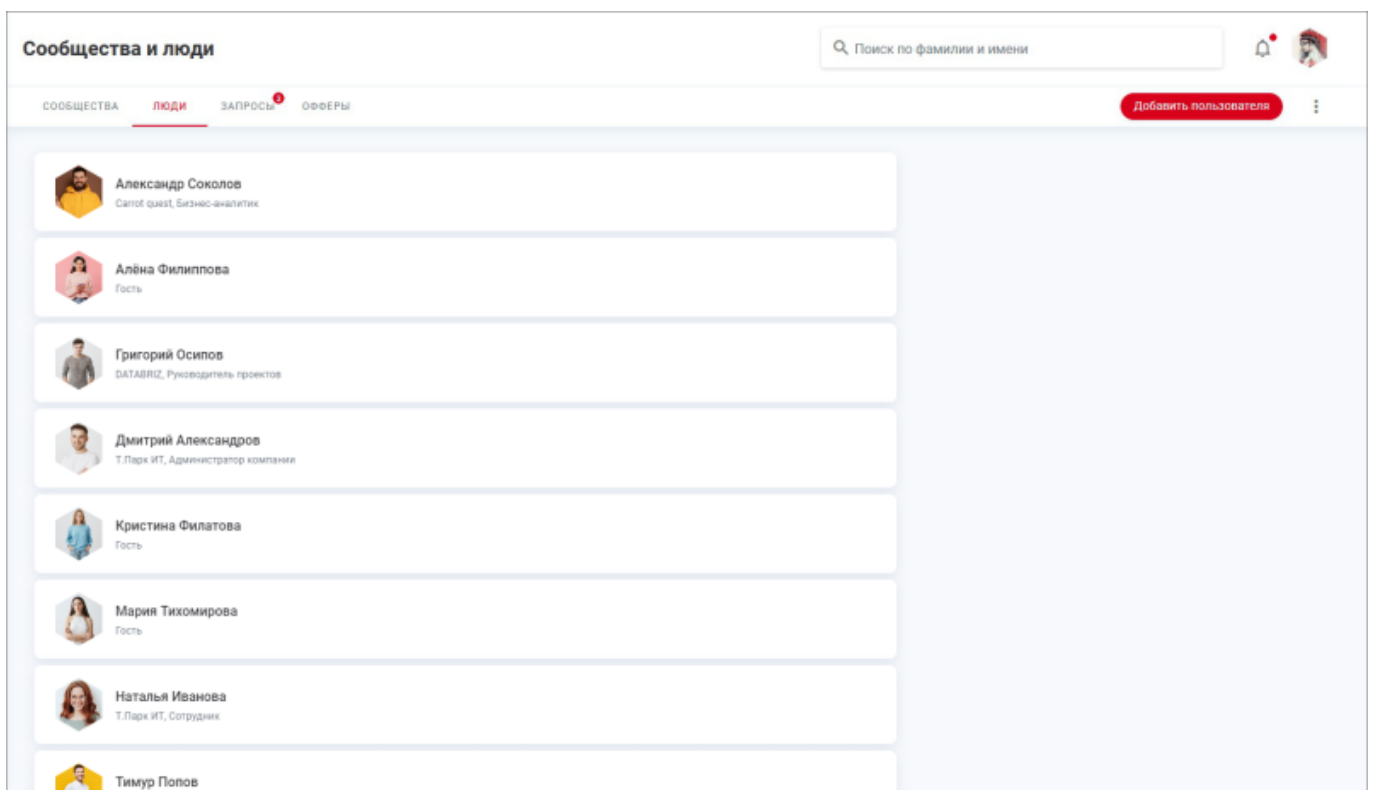 Сообщества и люди
Поиск по фамилии и имени
СООБЩЕСТВА ЛЮДИ ЗАПРОСЫ ОФФЕРЫ
Добавить пользователя
Александр Соколов
Carrot quest, Бизнес-аналитик
Алёна Филиппова
Гость
Григорий Осипов
DATABRIZ, Руководитель проектов
Дмитрий Александров
Т.Парк ИТ, Администратор компании
Кристина Филатова
Гость
Мария Тихомирова
Гость
Наталья Иванова
Т.Парк ИТ, Сотрудник
Тимур Попов